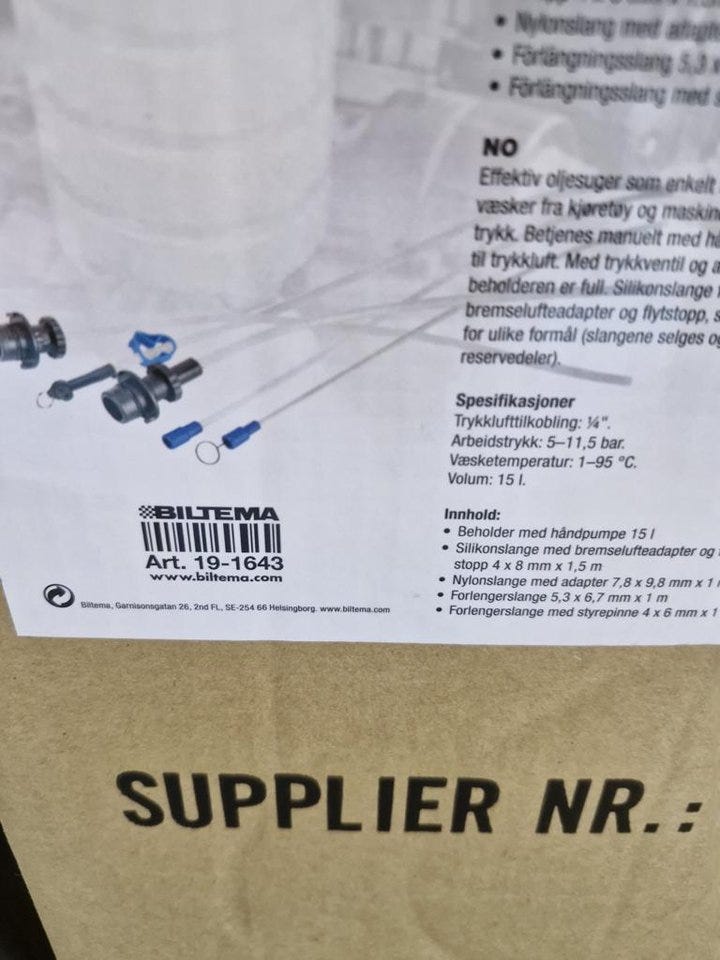 • Nylonslang med
• Förlängningsslang 5,3 x
• Förlängningsslang med
NO
Effektiv oljesuger som enkelt
væsker fra kjøretøy og maskin
trykk. Betjenes manuelt med
til trykkluft. Med trykkventil og
beholderen er full. Silikonslange
bremselufteadapter og flytstopp, s
for ulike formål (slangene selges og
reservedeler).
Spesifikasjoner
Trykklufttilkobling: ¼".
Arbeidstrykk: 5–11,5 bar.
Væsketemperatur: 1–95 °C.
Volum: 15 l.
Innhold:
• Beholder med håndpumpe 15 l
• Silikonslange med bremselufteadapter og
stopp 4 x 8 mm x 1,5 m
• Nylonslange med adapter 7,8 x 9,8 mm x 1
• Forlengerslange 5,3 x 6,7 mm x 1 m
• Forlengerslange med styrepinne 4 x 6 mm x 1
BILTEMA
Art. 19-1643
www.biltema.com
Biltema, Garnisonsgatan 26, 2nd FL, SE-254 66 Helsingborg. www.biltema.com
SUPPLIER NR.: